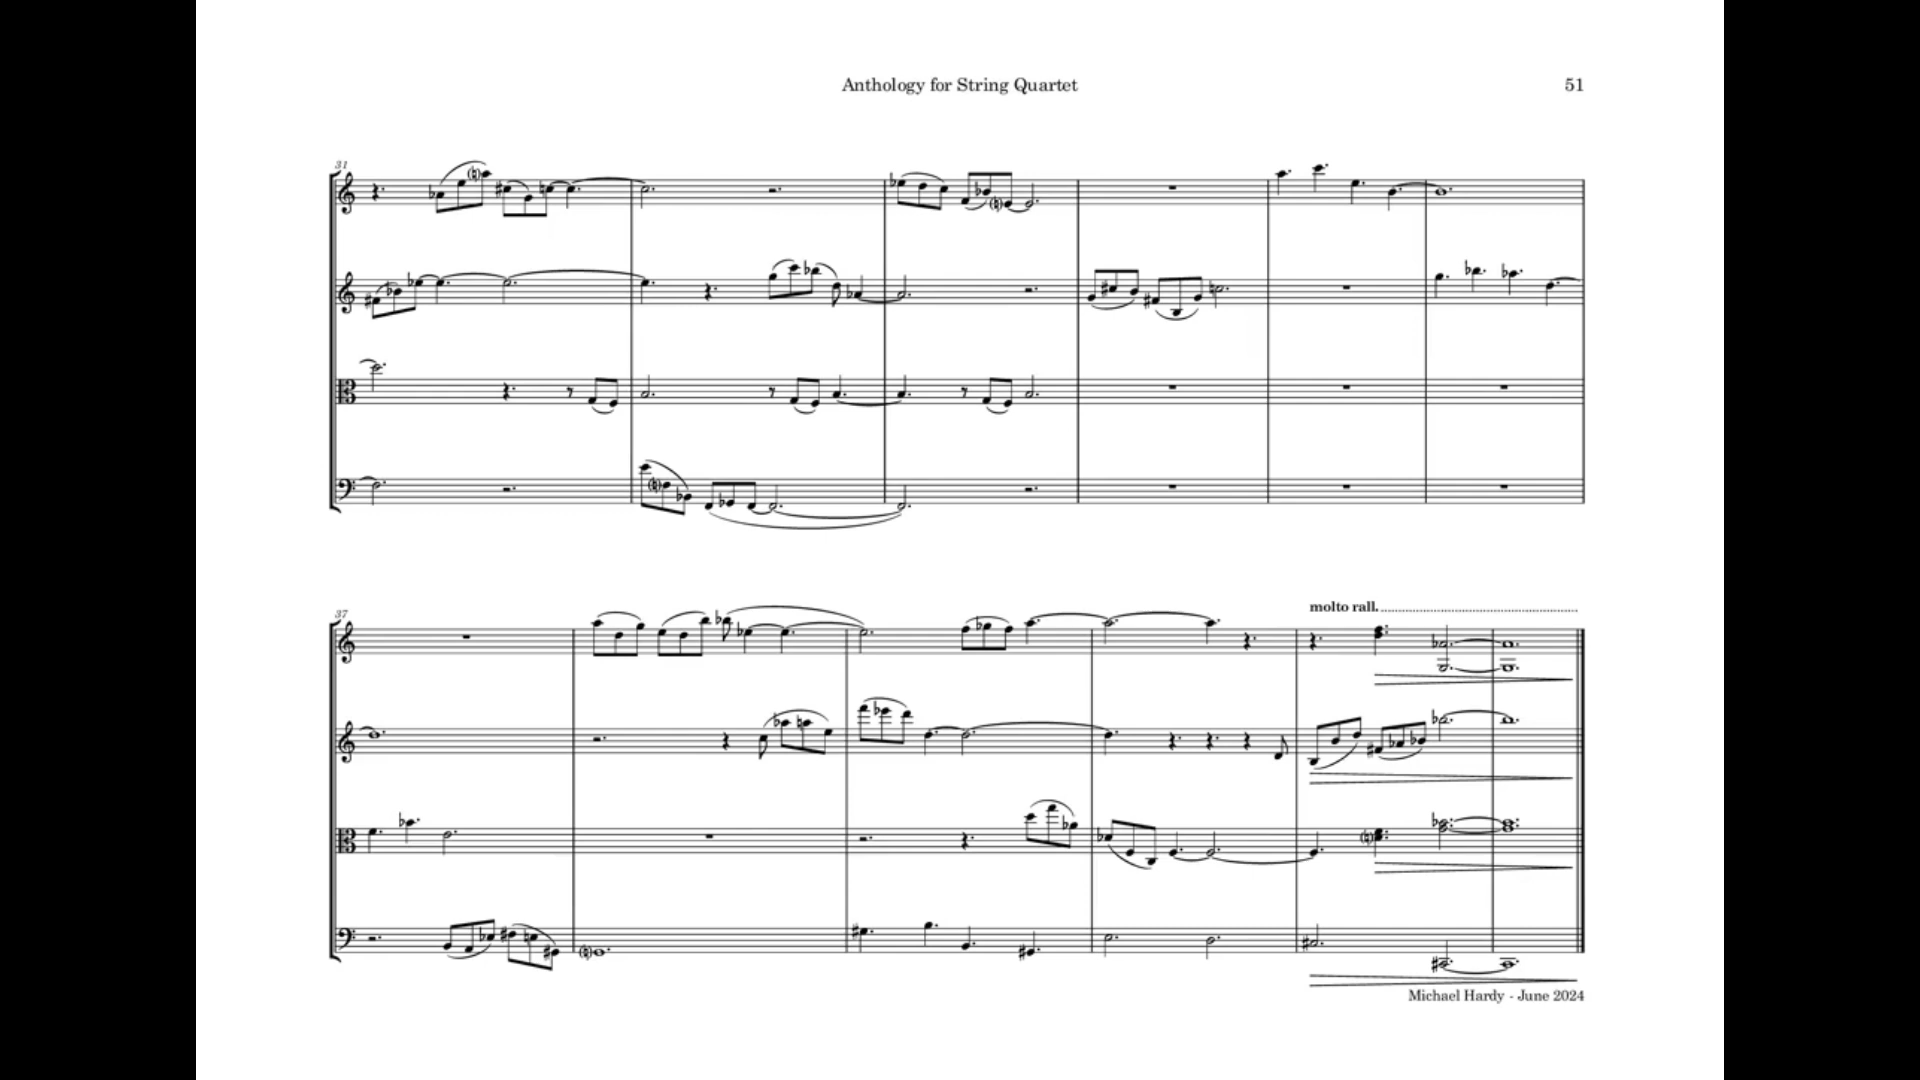 Anthology for String Quartet
51
31
37
molto rall.
Michael Hardy - June 2024